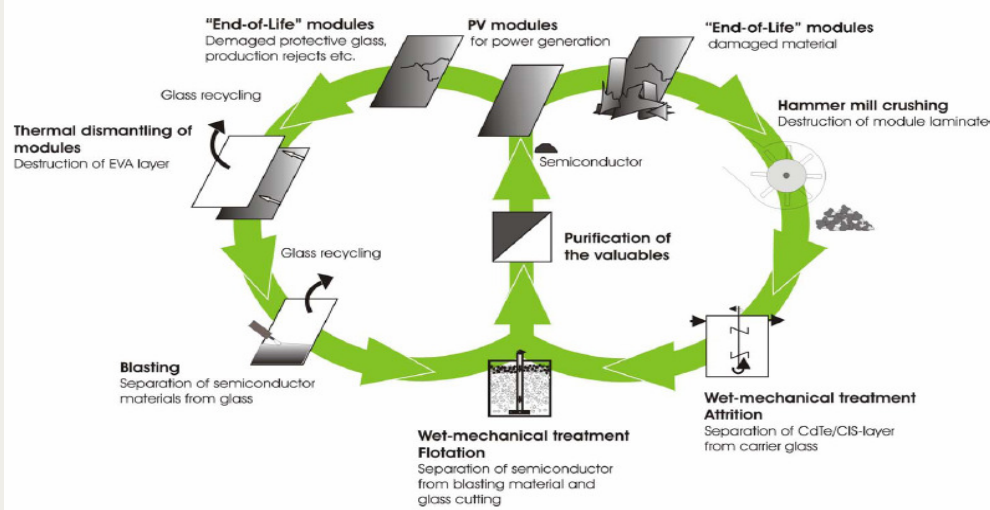 "End-of-Life" modules
Damaged protective glass,
production rejects etc.
PV modules
for power generation
"End-of-Life" modules
damaged material
Glass recycling
Hammer mill crushing
Destruction of module laminate
Thermal dismantling of
modules
Destruction of EVA layer
Semiconductor
Purification of
the valuables
Glass recycling
Blasting
Separation of semiconductor
materials from glass
Wet-mechanical treatment
Attrition
Separation of CdTe/CIS-layer
from carrier glass
Wet-mechanical treatment
Flotation
Separation of semiconductor
from blasting material and
glass cutting